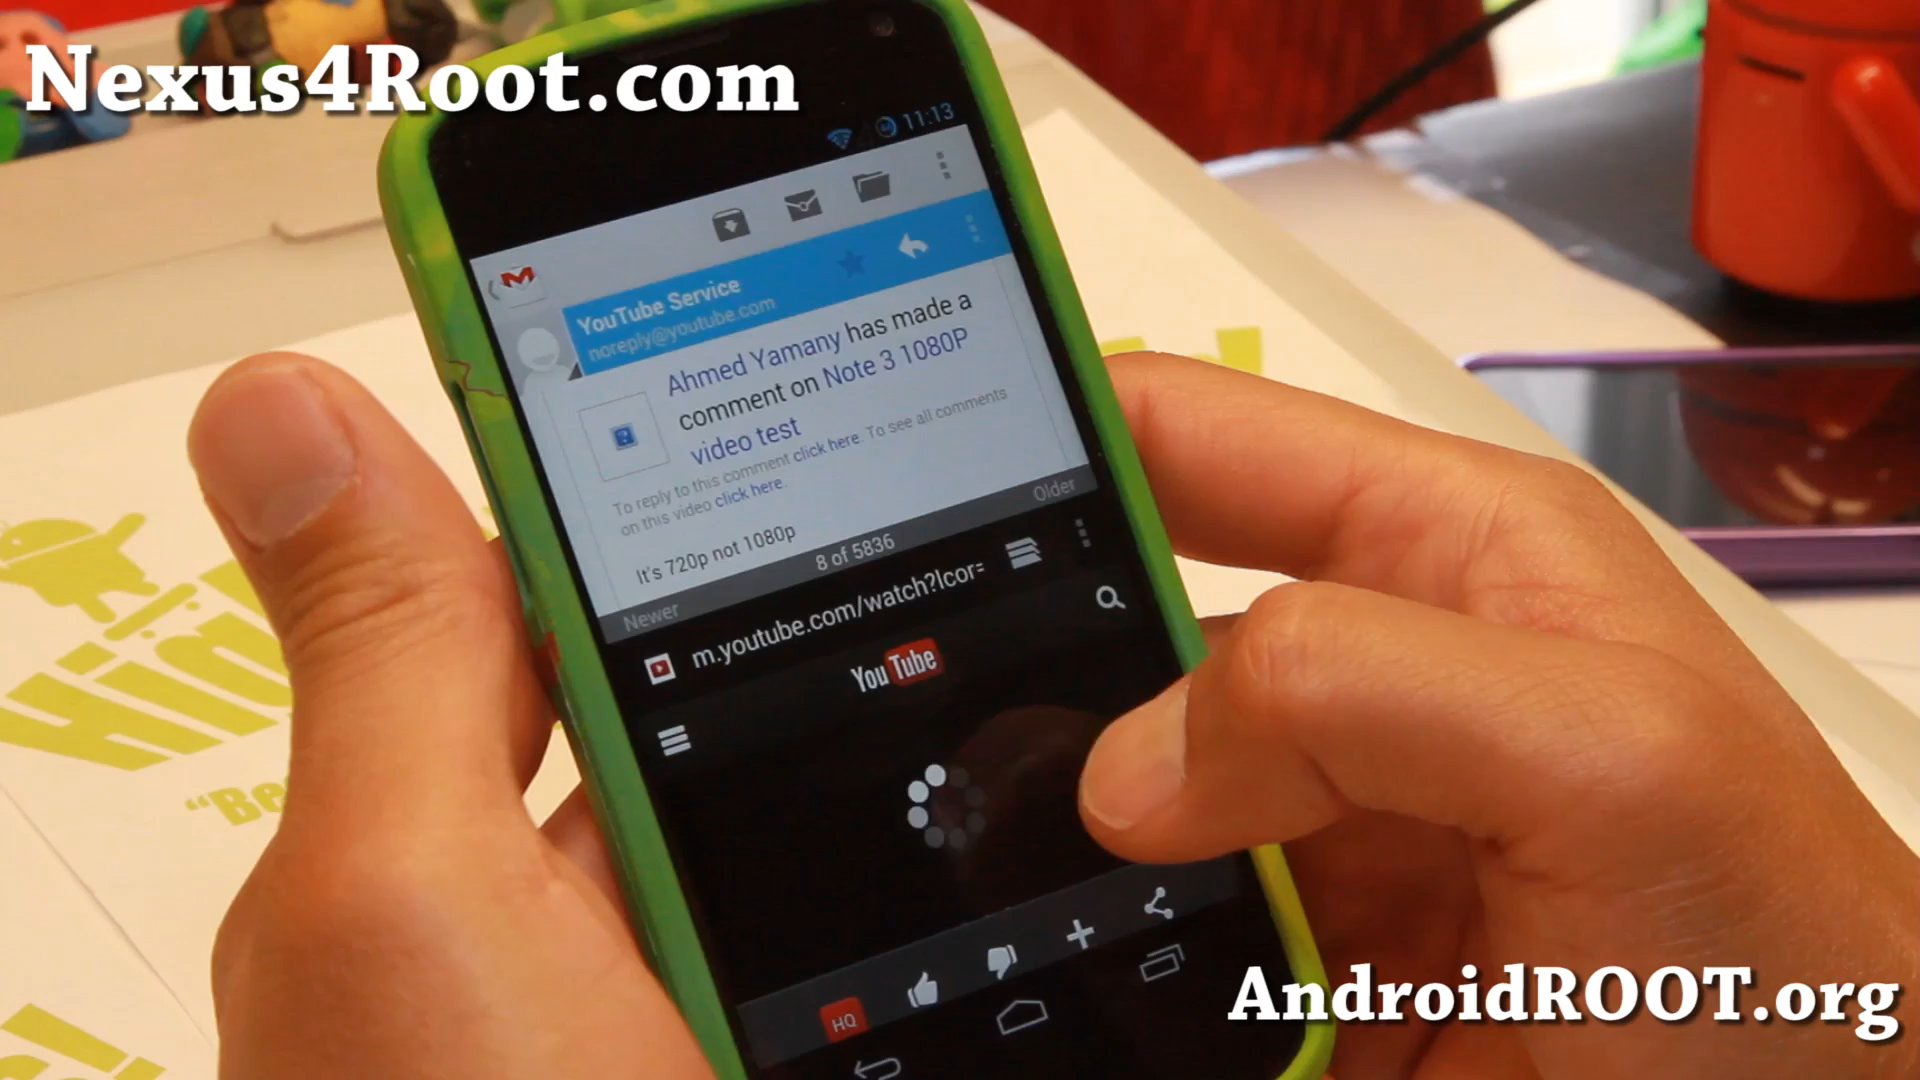 Nexus4Root.com
11:13
YouTube Service
noreply@youtube.com
Ahmed Yamany has made a
comment on Note 3 1080P
video test
To reply to this comment click here. To see all comments
on this video click here.
It's 720p not 1080p
Newer 8 of 5836 Older
m.youtube.com/watch?lcor=
YouTube
HQ
"Be
AndroidROOT.org